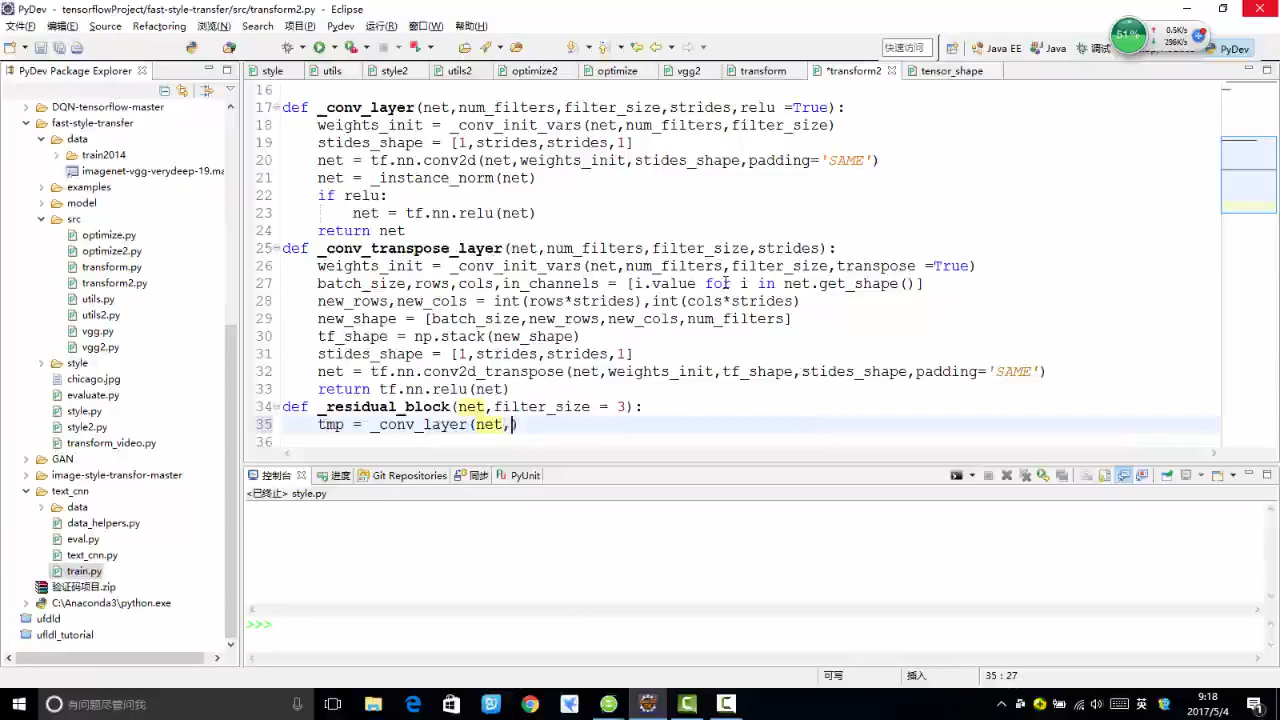 PyDev - tensorflowProject/fast-style-transfer/src/transform2.py - Eclipse
文件(F) 编辑(E) Source Refactoring 浏览(N) Search 项目(P) Pydev 运行(R) 窗口(W) 帮助(H)
51% 0.5K/s 296K/s
快速访问 Java EE Java 调试 PyDev
PyDev Package Explorer
style utils style2 utils2 optimize2 optimize vgg2 transform *transform2 tensor_shape
DQN-tensorflow-master
fast-style-transfer
data
train2014
imagenet-vgg-verydeep-19.ma
examples
model
src
optimize.py
optimize2.py
transform.py
transform2.py
utils.py
utils2.py
vgg.py
vgg2.py
style
chicago.jpg
evaluate.py
style.py
style2.py
transform_video.py
GAN
image-style-transfor-master
text_cnn
data
data_helpers.py
eval.py
text_cnn.py
train.py
验证码项目.zip
C:\Anaconda3\python.exe
ufdld
ufldl_tutorial
16
17 def _conv_layer(net,num_filters,filter_size,strides,relu =True):
18 weights_init = _conv_init_vars(net,num_filters,filter_size)
19 stides_shape = [1,strides,strides,1]
20 net = tf.nn.conv2d(net,weights_init,stides_shape,padding='SAME')
21 net = _instance_norm(net)
22 if relu:
23 net = tf.nn.relu(net)
24 return net
25 def _conv_transpose_layer(net,num_filters,filter_size,strides):
26 weights_init = _conv_init_vars(net,num_filters,filter_size,transpose =True)
27 batch_size,rows,cols,in_channels = [i.value for i in net.get_shape()]
28 new_rows,new_cols = int(rows*strides),int(cols*strides)
29 new_shape = [batch_size,new_rows,new_cols,num_filters]
30 tf_shape = np.stack(new_shape)
31 stides_shape = [1,strides,strides,1]
32 net = tf.nn.conv2d_transpose(net,weights_init,tf_shape,stides_shape,padding='SAME')
33 return tf.nn.relu(net)
34 def _residual_block(net,filter_size = 3):
35 tmp = _conv_layer(net,)
36
控制台 进度 Git Repositories 同步 PyUnit
<已终止> style.py
>>>
可写 插入 35 : 27
有问题尽管问我
英 9:18
2017/5/4